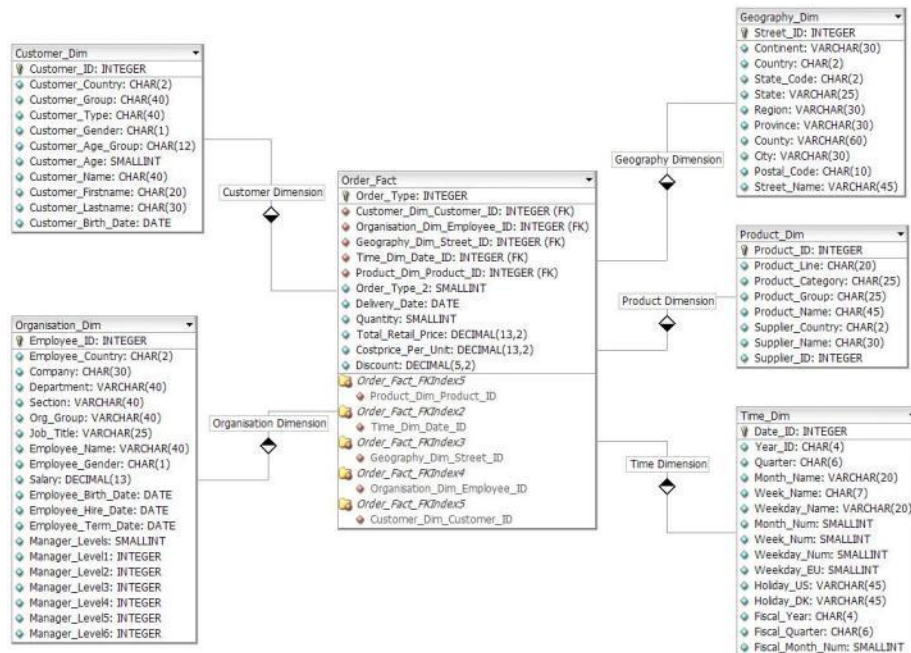 Customer_Dim
Customer_ID: INTEGER
Customer_Country: CHAR(2)
Customer_Group: CHAR(40)
Customer_Type: CHAR(40)
Customer_Gender: CHAR(1)
Customer_Age_Group: CHAR(12)
Customer_Age: SMALLINT
Customer_Name: CHAR(40)
Customer_Firstname: CHAR(20)
Customer_Lastname: CHAR(30)
Customer_Birth_Date: DATE
Organisation_Dim
Employee_ID: INTEGER
Employee_Country: CHAR(2)
Company: CHAR(30)
Department: VARCHAR(40)
Section: VARCHAR(40)
Org_Group: VARCHAR(40)
Job_Title: VARCHAR(25)
Employee_Name: VARCHAR(40)
Employee_Gender: CHAR(1)
Salary: DECIMAL(13)
Employee_Birth_Date: DATE
Employee_Hire_Date: DATE
Employee_Term_Date: DATE
Manager_Levels: SMALLINT
Manager_Level1: INTEGER
Manager_Level2: INTEGER
Manager_Level3: INTEGER
Manager_Level4: INTEGER
Manager_Level5: INTEGER
Manager_Level6: INTEGER
Customer Dimension
Organisation Dimension
Order_Fact
Order_Type: INTEGER
Customer_Dim_Customer_ID: INTEGER (FK)
Organisation_Dim_Employee_ID: INTEGER (FK)
Geography_Dim_Street_ID: INTEGER (FK)
Time_Dim_Date_ID: INTEGER (FK)
Product_Dim_Product_ID: INTEGER (FK)
Order_Type_2: SMALLINT
Delivery_Date: DATE
Quantity: SMALLINT
Total_Retail_Price: DECIMAL(13,2)
Costprice_Per_Unit: DECIMAL(13,2)
Discount: DECIMAL(5,2)
Order_Fact_FKIndex5
Product_Dim_Product_ID
Order_Fact_FKIndex2
Time_Dim_Date_ID
Order_Fact_FKIndex3
Geography_Dim_Street_ID
Order_Fact_FKIndex4
Organisation_Dim_Employee_ID
Order_Fact_FKIndex5
Customer_Dim_Customer_ID
Geography Dimension
Product Dimension
Time Dimension
Geography_Dim
Street_ID: INTEGER
Continent: VARCHAR(30)
Country: CHAR(2)
State_Code: CHAR(2)
State: VARCHAR(25)
Region: VARCHAR(30)
Province: VARCHAR(30)
County: VARCHAR(60)
City: VARCHAR(30)
Postal_Code: CHAR(10)
Street_Name: VARCHAR(45)
Product_Dim
Product_ID: INTEGER
Product_Line: CHAR(20)
Product_Category: CHAR(25)
Product_Group: CHAR(25)
Product_Name: CHAR(45)
Supplier_Country: CHAR(2)
Supplier_Name: CHAR(30)
Supplier_ID: INTEGER
Time_Dim
Date_ID: INTEGER
Year_ID: CHAR(4)
Quarter: CHAR(6)
Month_Name: VARCHAR(20)
Week_Name: CHAR(7)
Weekday_Name: VARCHAR(20)
Month_Num: SMALLINT
Week_Num: SMALLINT
Weekday_Num: SMALLINT
Weekday_EU: SMALLINT
Holiday_US: VARCHAR(45)
Holiday_DK: VARCHAR(45)
Fiscal_Year: CHAR(4)
Fiscal_Quarter: CHAR(6)
Fiscal_Month_Num: SMALLINT